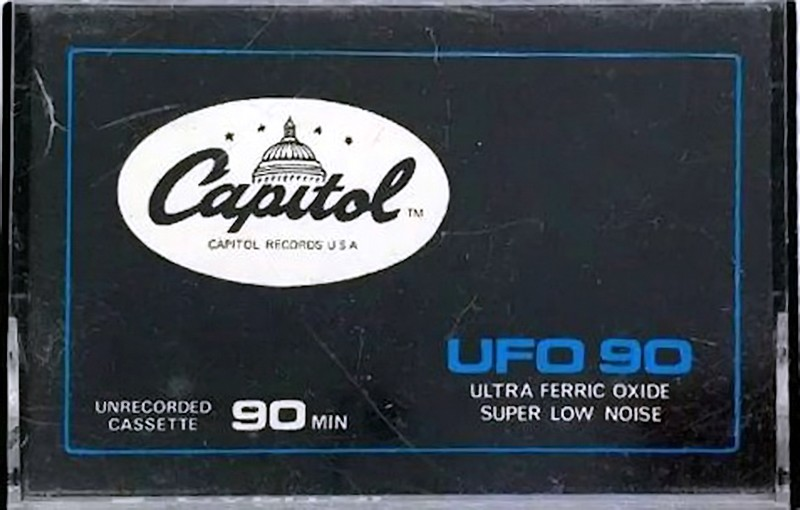 Capitol TM
CAPITOL RECORDS U S A
UFO 90
ULTRA FERRIC OXIDE
SUPER LOW NOISE
UNRECORDED
CASSETTE
90 MIN